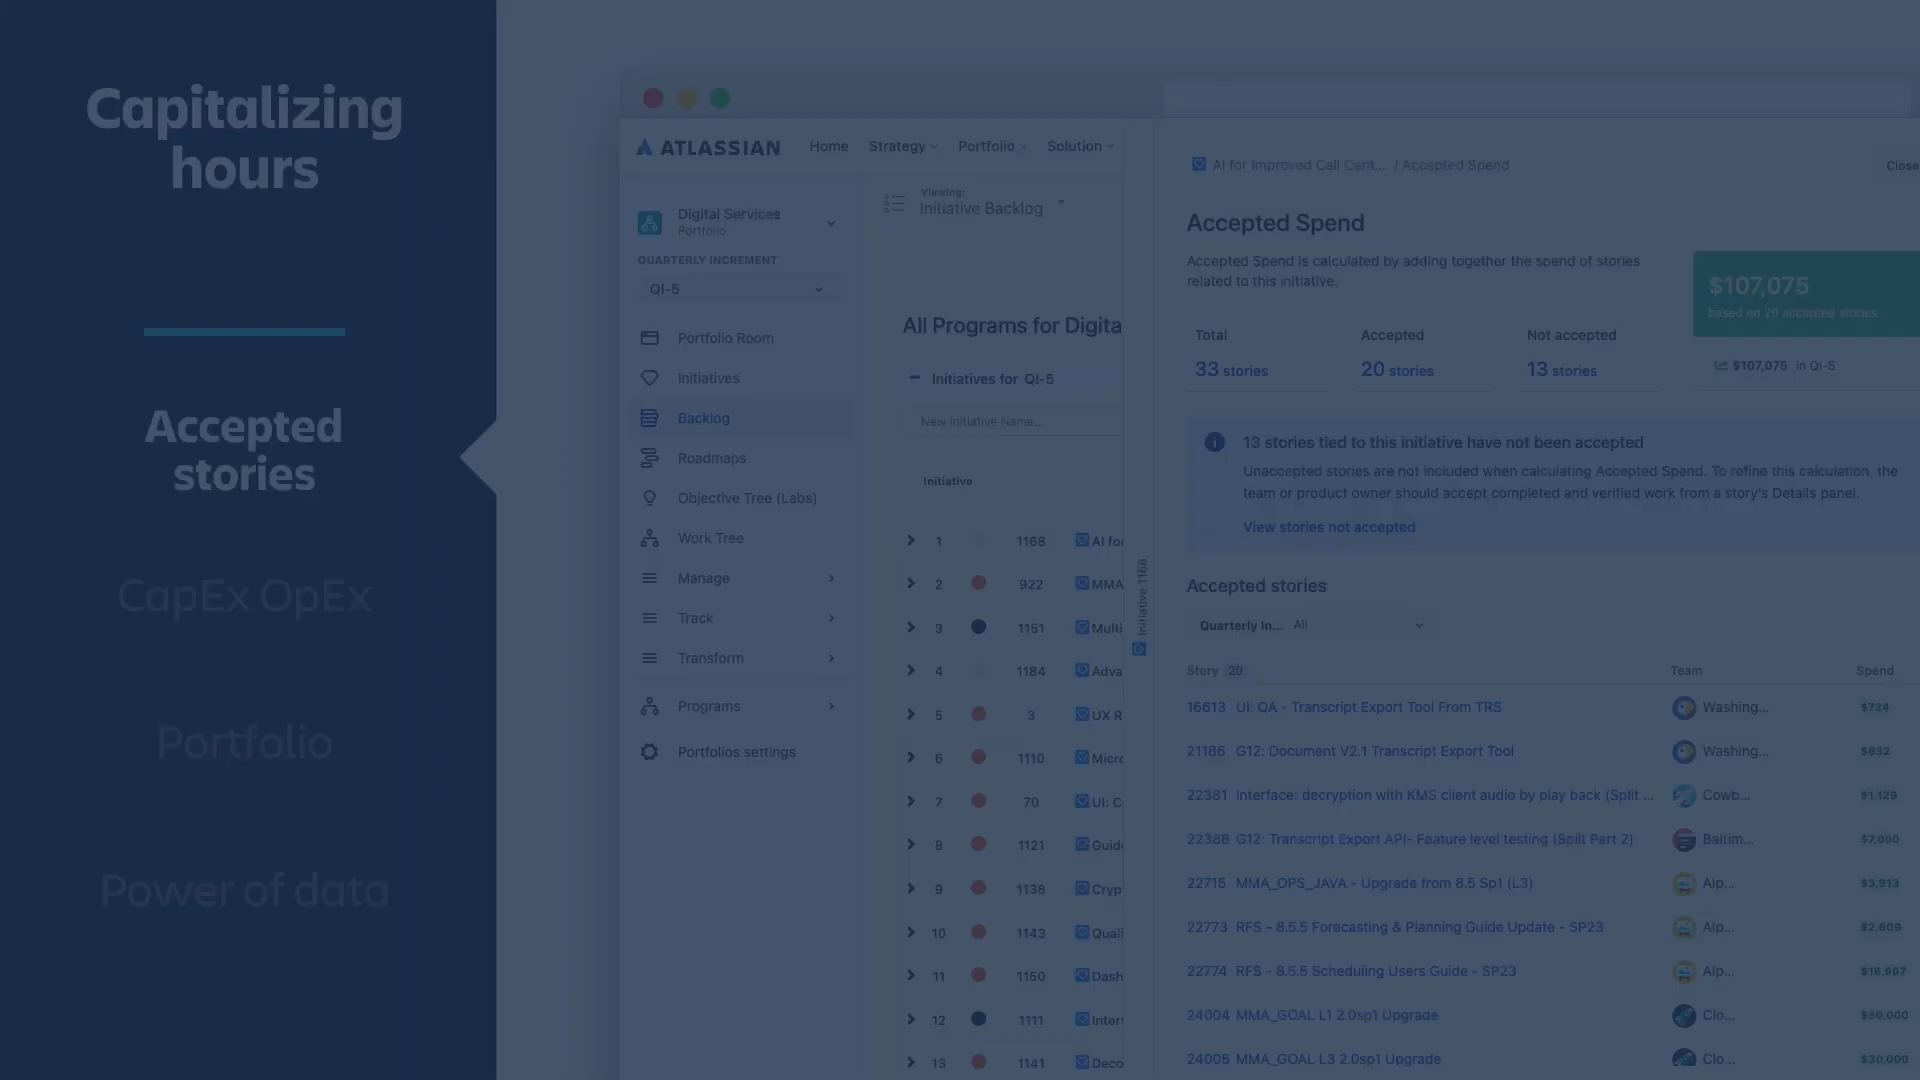 Capitalizing
hours
Accepted
stories
CapEx OpEx
Portfolio
Power of data
ATLASSIAN
Home
Strategy
Portfolio
Solution
Digital Services
Portfolio
QUARTERLY INCREMENT
QI-5
Portfolio Room
Initiatives
Backlog
Roadmaps
Objective Tree (Labs)
Work Tree
Manage
Track
Transform
Programs
Portfolios settings
Viewing:
Initiative Backlog
All Programs for Digita
Initiatives for QI-5
New Initiative Name...
Initiative
1 1168 AI for
2 922 MMA
3 1151 Multi
4 1184 Adva
5 3 UX R
6 1110 Micro
7 70 UI: C
8 1121 Guide
9 1138 Cryp
10 1143 Quali
11 1150 Dash
12 1111 Inter
13 1141 Deco
Initiative 1168
AI for Improved Call Cent... / Accepted Spend
Close
Accepted Spend
Accepted Spend is calculated by adding together the spend of stories
related to this initiative.
$107,075
based on 20 accepted stories
$107,075 in QI-5
Total
33 stories
Accepted
20 stories
Not accepted
13 stories
13 stories tied to this initiative have not been accepted
Unaccepted stories are not included when calculating Accepted Spend. To refine this calculation, the
team or product owner should accept completed and verified work from a story's Details panel.
View stories not accepted
Accepted stories
Quarterly In... All
Story 20 Team Spend
16613 UI: QA - Transcript Export Tool From TRS Washing... $724
21186 G12: Document V2.1 Transcript Export Tool Washing... $632
22381 Interface: decryption with KMS client audio by play back (Split ... Cowb... $1,129
22388 G12: Transcript Export API- Feature level testing (Split Part 2) Baltim... $7,000
22715 MMA_OPS_JAVA - Upgrade from 8.5 Sp1 (L3) Alp... $3,913
22773 RFS - 8.5.5 Forecasting & Planning Guide Update - SP23 Alp... $2,609
22774 RFS - 8.5.5 Scheduling Users Guide - SP23 Alp... $16,667
24004 MMA_GOAL L1 2.0sp1 Upgrade Clo... $30,000
24005 MMA_GOAL L3 2.0sp1 Upgrade Clo... $30,000